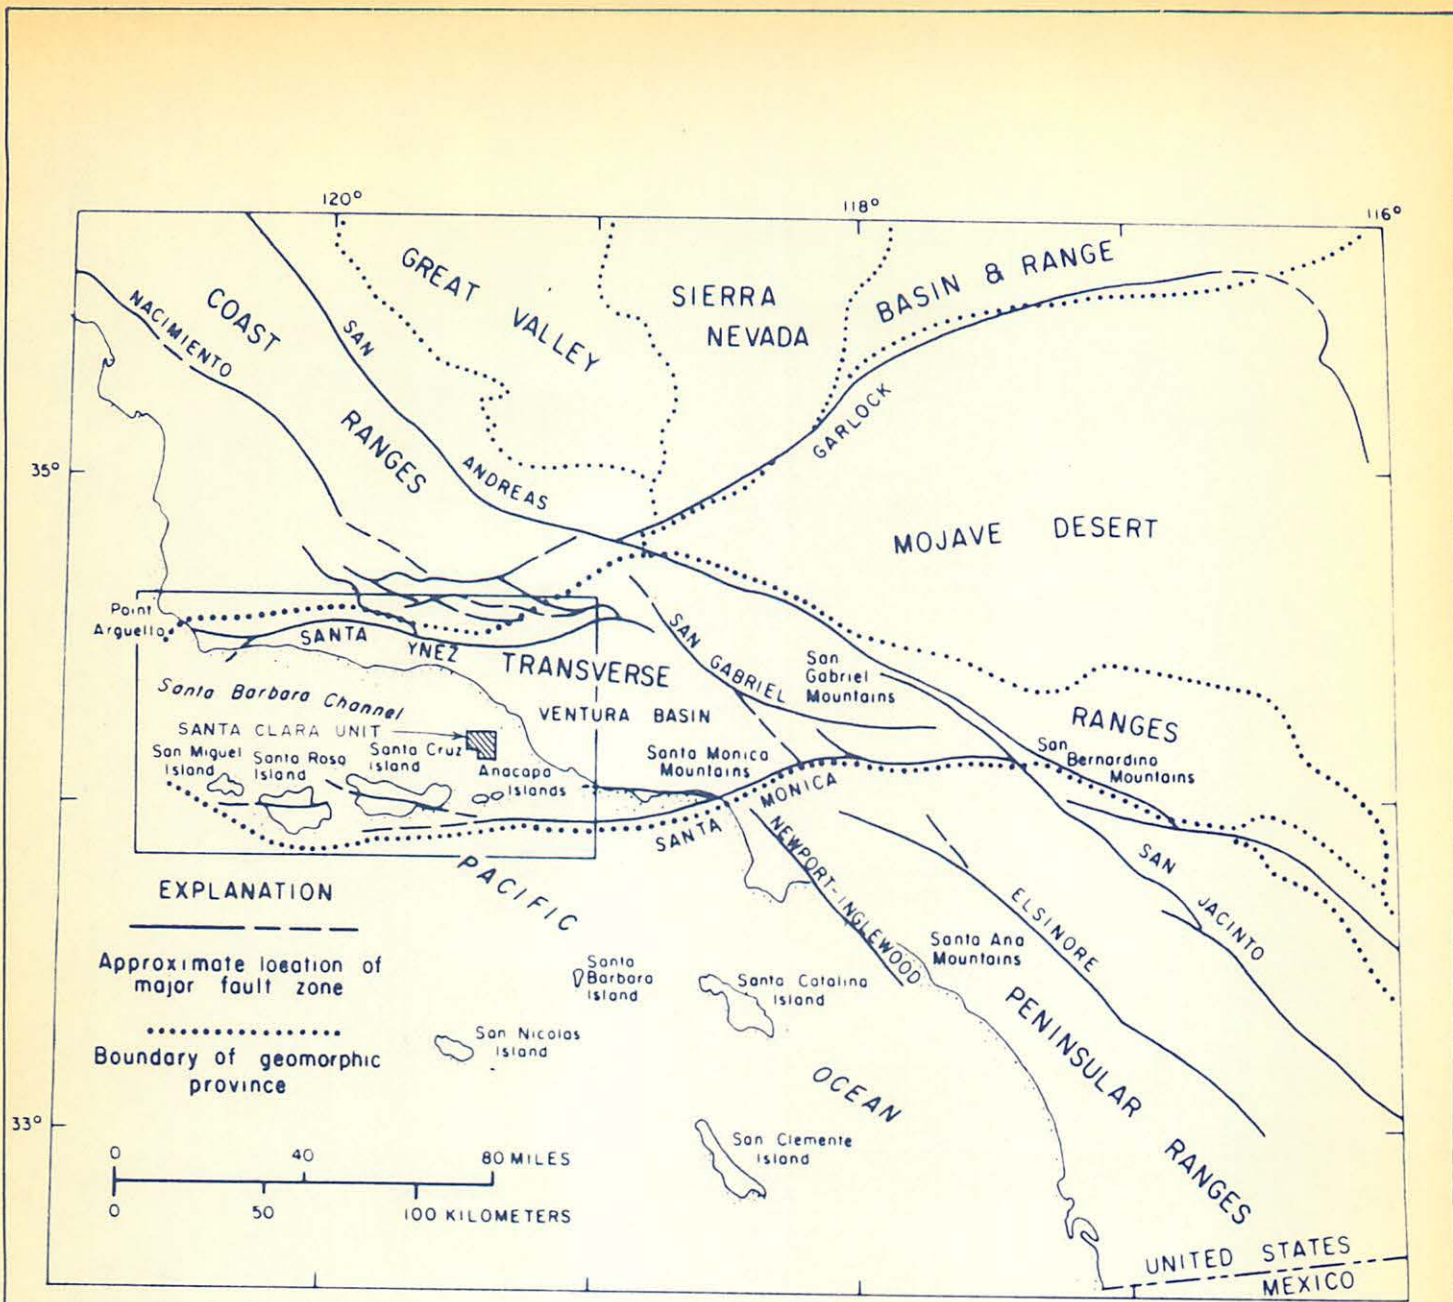 120°
118°
116°
GREAT VALLEY
SIERRA
NEVADA
BASIN & RANGE
COAST
RANGES
NACIMIENTO
SAN
ANDREAS
GARLOCK
35°
MOJAVE DESERT
Point
Arguello
SANTA
YNEZ
TRANSVERSE
RANGES
SAN GABRIEL
San
Gabriel
Mountains
Santa Barbara Channel
VENTURA BASIN
SANTA CLARA UNIT
San Miguel
Island
Santa Rosa
Island
Santa Cruz
Island
Anacapa
Islands
Santa Monica
Mountains
San
Bernardino
Mountains
SANTA MONICA
NEWPORT-INGLEWOOD
ELSINORE
SAN
JACINTO
PACIFIC
OCEAN
Santa Ana
Mountains
PENINSULAR RANGES
Santa
Barbara
Island
Santa Catalina
Island
San Nicolas
Island
San Clemente
Island
EXPLANATION
Approximate location of
major fault zone
Boundary of geomorphic
province
33°
0 40 80 MILES
0 50 100 KILOMETERS
UNITED STATES
MEXICO